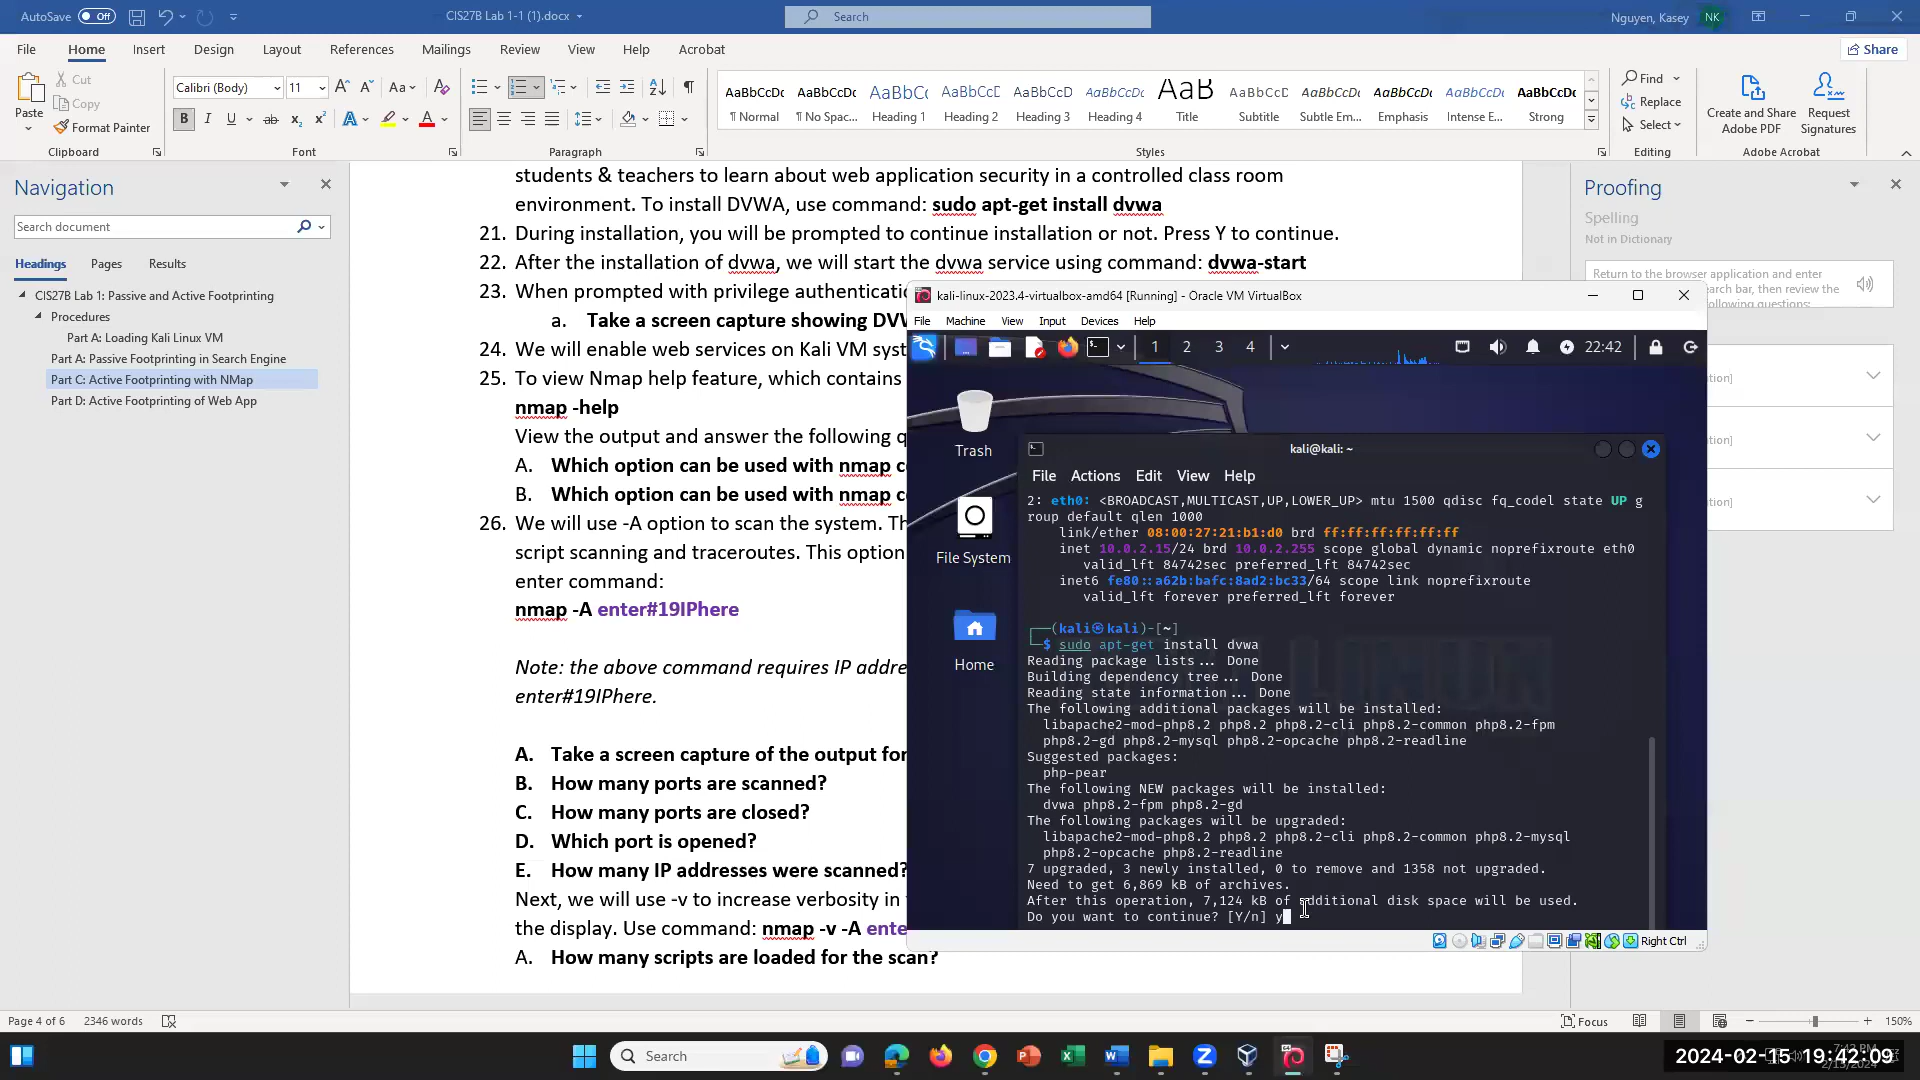 AutoSave Off
CIS27B Lab 1-1 (1).docx
Search
Nguyen, Kasey NK
File Home Insert Design Layout References Mailings Review View Help Acrobat
Share
Paste
Cut
Copy
Format Painter
Calibri (Body) 11
Aa
B I U ab x₂ x² A A
AaBbCcDc AaBbCcDc AaBbCc AaBbCcD AaBbCcDc AaBbCcDc AaB AaBbCcD AaBbCcDc AaBbCcDc AaBbCcDc AaBbCcDc
Normal No Spac... Heading 1 Heading 2 Heading 3 Heading 4 Title Subtitle Subtle Em... Emphasis Intense E... Strong
Find
Replace
Select
Create and Share Adobe PDF
Request Signatures
Clipboard Font Paragraph Styles Editing Adobe Acrobat
Navigation
Search document
Headings Pages Results
CIS27B Lab 1: Passive and Active Footprinting
Procedures
Part A: Loading Kali Linux VM
Part A: Passive Footprinting in Search Engine
Part C: Active Footprinting with NMap
Part D: Active Footprinting of Web App
students & teachers to learn about web application security in a controlled class room
environment. To install DVWA, use command: sudo apt-get install dvwa
21. During installation, you will be prompted to continue installation or not. Press Y to continue.
22. After the installation of dvwa, we will start the dvwa service using command: dvwa-start
23. When prompted with privilege authenticatio
a. Take a screen capture showing DVW
24. We will enable web services on Kali VM syst
25. To view Nmap help feature, which contains
nmap -help
View the output and answer the following q
A. Which option can be used with nmap c
B. Which option can be used with nmap c
26. We will use -A option to scan the system. Th
script scanning and traceroutes. This option
enter command:
nmap -A enter#19IPhere
Note: the above command requires IP addre
enter#19IPhere.
A. Take a screen capture of the output for
B. How many ports are scanned?
C. How many ports are closed?
D. Which port is opened?
E. How many IP addresses were scanned?
Next, we will use -v to increase verbosity in
the display. Use command: nmap -v -A ente
A. How many scripts are loaded for the scan?
Proofing
Spelling
Not in Dictionary
Return to the browser application and enter
earch bar, then review the
following questions:
ion]
ion]
ion]
kali-linux-2023.4-virtualbox-amd64 [Running] - Oracle VM VirtualBox
File Machine View Input Devices Help
1 2 3 4
22:42
Trash
File System
Home
kali@kali: ~
File Actions Edit View Help
2: eth0: <BROADCAST,MULTICAST,UP,LOWER_UP> mtu 1500 qdisc fq_codel state UP g
roup default qlen 1000
link/ether 08:00:27:21:b1:d0 brd ff:ff:ff:ff:ff:ff
inet 10.0.2.15/24 brd 10.0.2.255 scope global dynamic noprefixroute eth0
valid_lft 84742sec preferred_lft 84742sec
inet6 fe80::a62b:bafc:8ad2:bc33/64 scope link noprefixroute
valid_lft forever preferred_lft forever
┌──(kali㉿kali)-[~]
└─$ sudo apt-get install dvwa
Reading package lists... Done
Building dependency tree... Done
Reading state information... Done
The following additional packages will be installed:
libapache2-mod-php8.2 php8.2 php8.2-cli php8.2-common php8.2-fpm
php8.2-gd php8.2-mysql php8.2-opcache php8.2-readline
Suggested packages:
php-pear
The following NEW packages will be installed:
dvwa php8.2-fpm php8.2-gd
The following packages will be upgraded:
libapache2-mod-php8.2 php8.2 php8.2-cli php8.2-common php8.2-mysql
php8.2-opcache php8.2-readline
7 upgraded, 3 newly installed, 0 to remove and 1358 not upgraded.
Need to get 6,869 kB of archives.
After this operation, 7,124 kB of additional disk space will be used.
Do you want to continue? [Y/n] y
Right Ctrl
Page 4 of 6 2346 words
Focus
150%
Search
2024-02-15 19:42:09